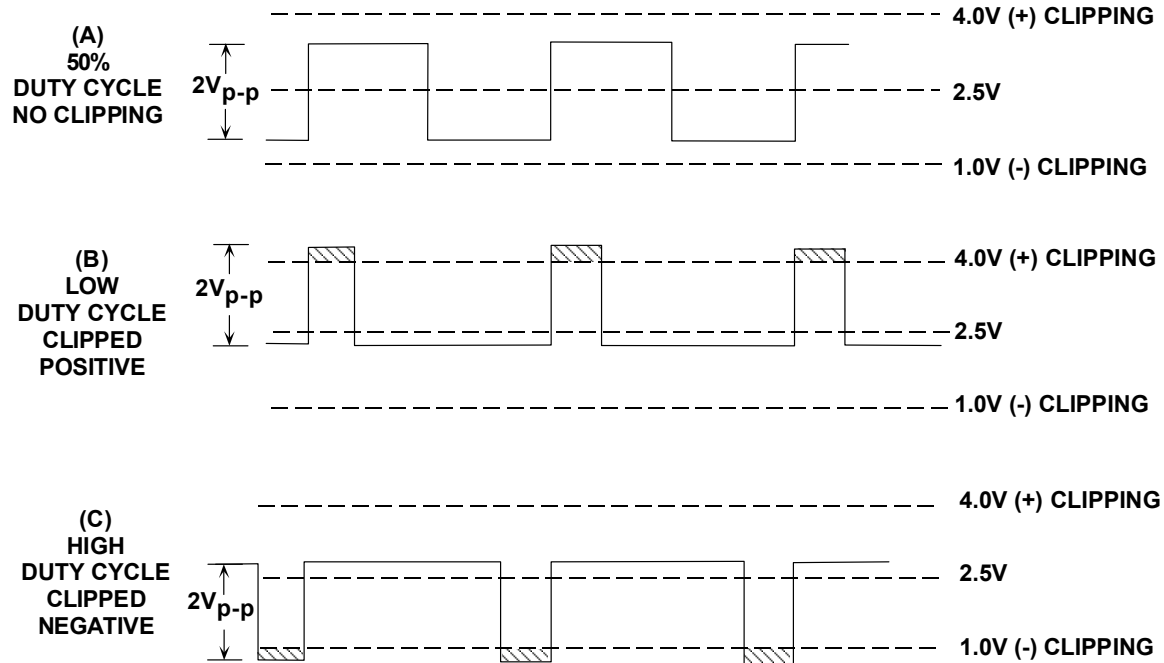 (A)
50%
DUTY CYCLE
NO CLIPPING
2Vp-p
4.0V (+) CLIPPING
2.5V
1.0V (-) CLIPPING
(B)
LOW
DUTY CYCLE
CLIPPED
POSITIVE
2Vp-p
4.0V (+) CLIPPING
2.5V
1.0V (-) CLIPPING
(C)
HIGH
DUTY CYCLE
CLIPPED
NEGATIVE
2Vp-p
4.0V (+) CLIPPING
2.5V
1.0V (-) CLIPPING